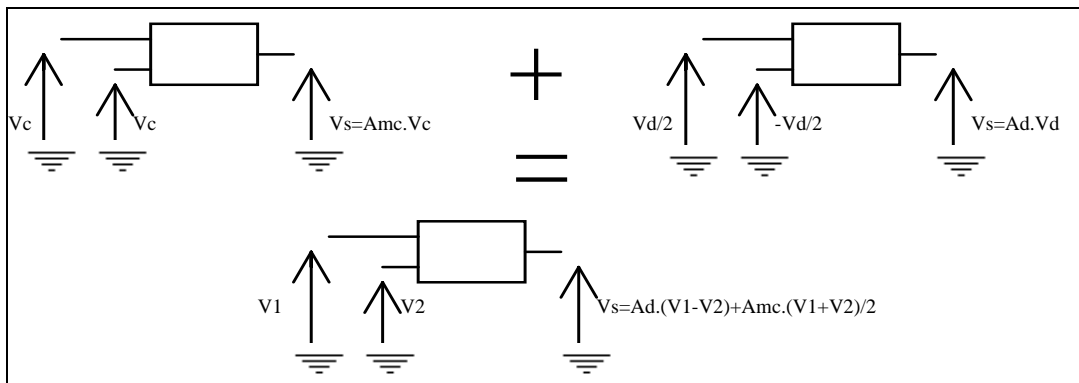 Vc
Vc
Vs=Amc.Vc
+
Vd/2
-Vd/2
Vs=Ad.Vd
=
V1
V2
Vs=Ad.(V1-V2)+Amc.(V1+V2)/2